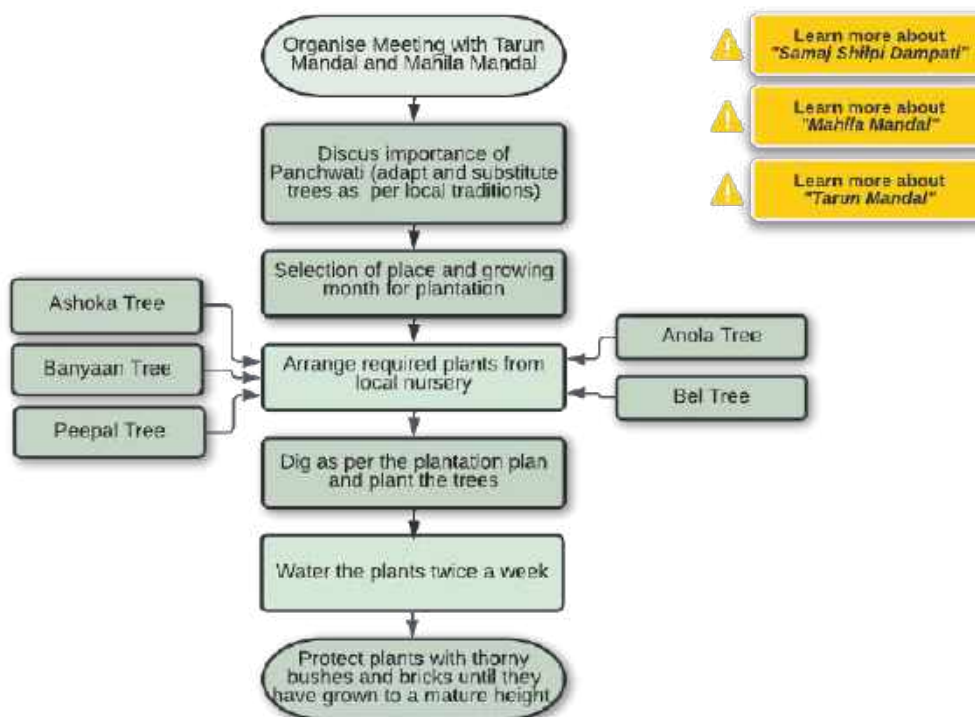 Organise Meeting with Tarun
Mandal and Mahila Mandal
Learn more about
"Samaj Shilpi Dampati"
Learn more about
"Mahila Mandal"
Learn more about
"Tarun Mandal"
Discus importance of
Panchwati (adapt and substitute
trees as per local traditions)
Selection of place and growing
month for plantation
Ashoka Tree
Banyaan Tree
Peepal Tree
Arrange required plants from
local nursery
Anola Tree
Bel Tree
Dig as per the plantation plan
and plant the trees
Water the plants twice a week
Protect plants with thorny
bushes and bricks until they
have grown to a mature height